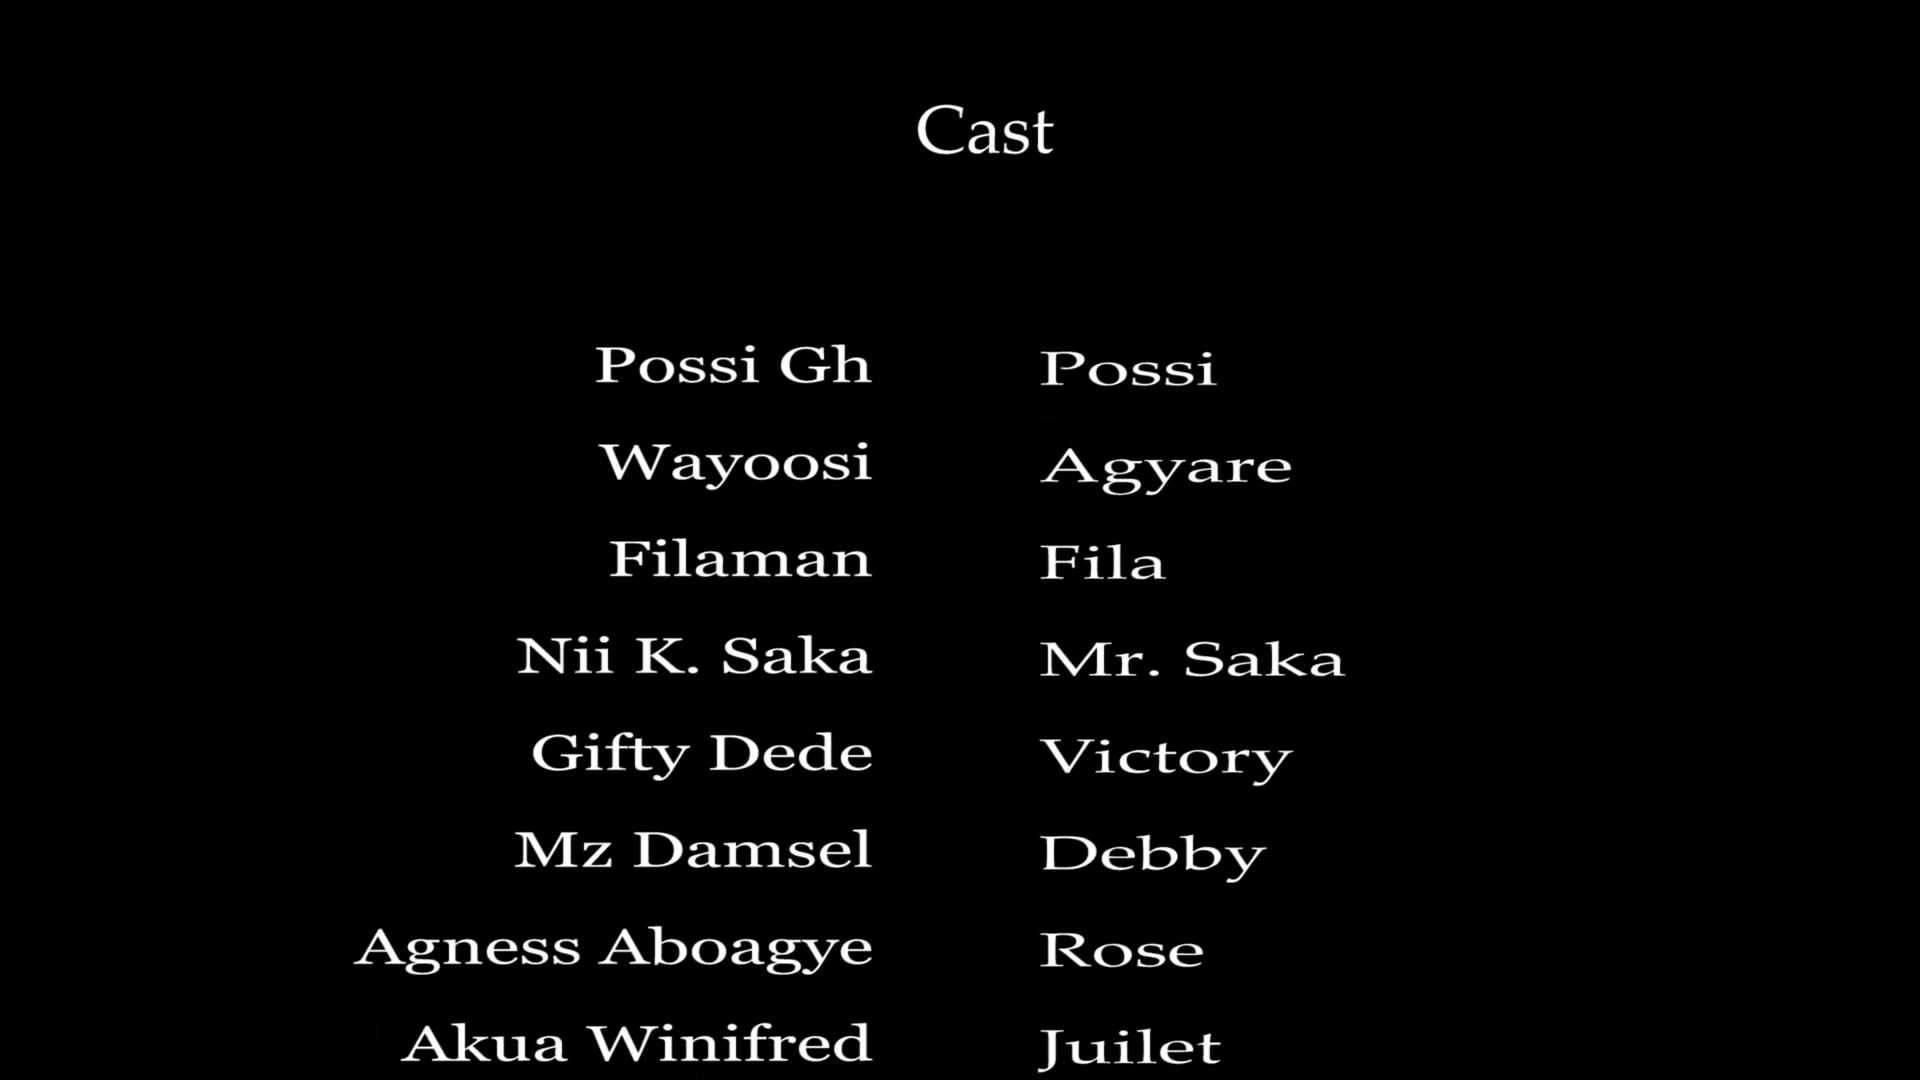 Cast
Possi Gh Possi
Wayoosi Agyare
Filaman Fila
Nii K. Saka Mr. Saka
Gifty Dede Victory
Mz Damsel Debby
Agness Aboagye Rose
Akua Winifred Juilet